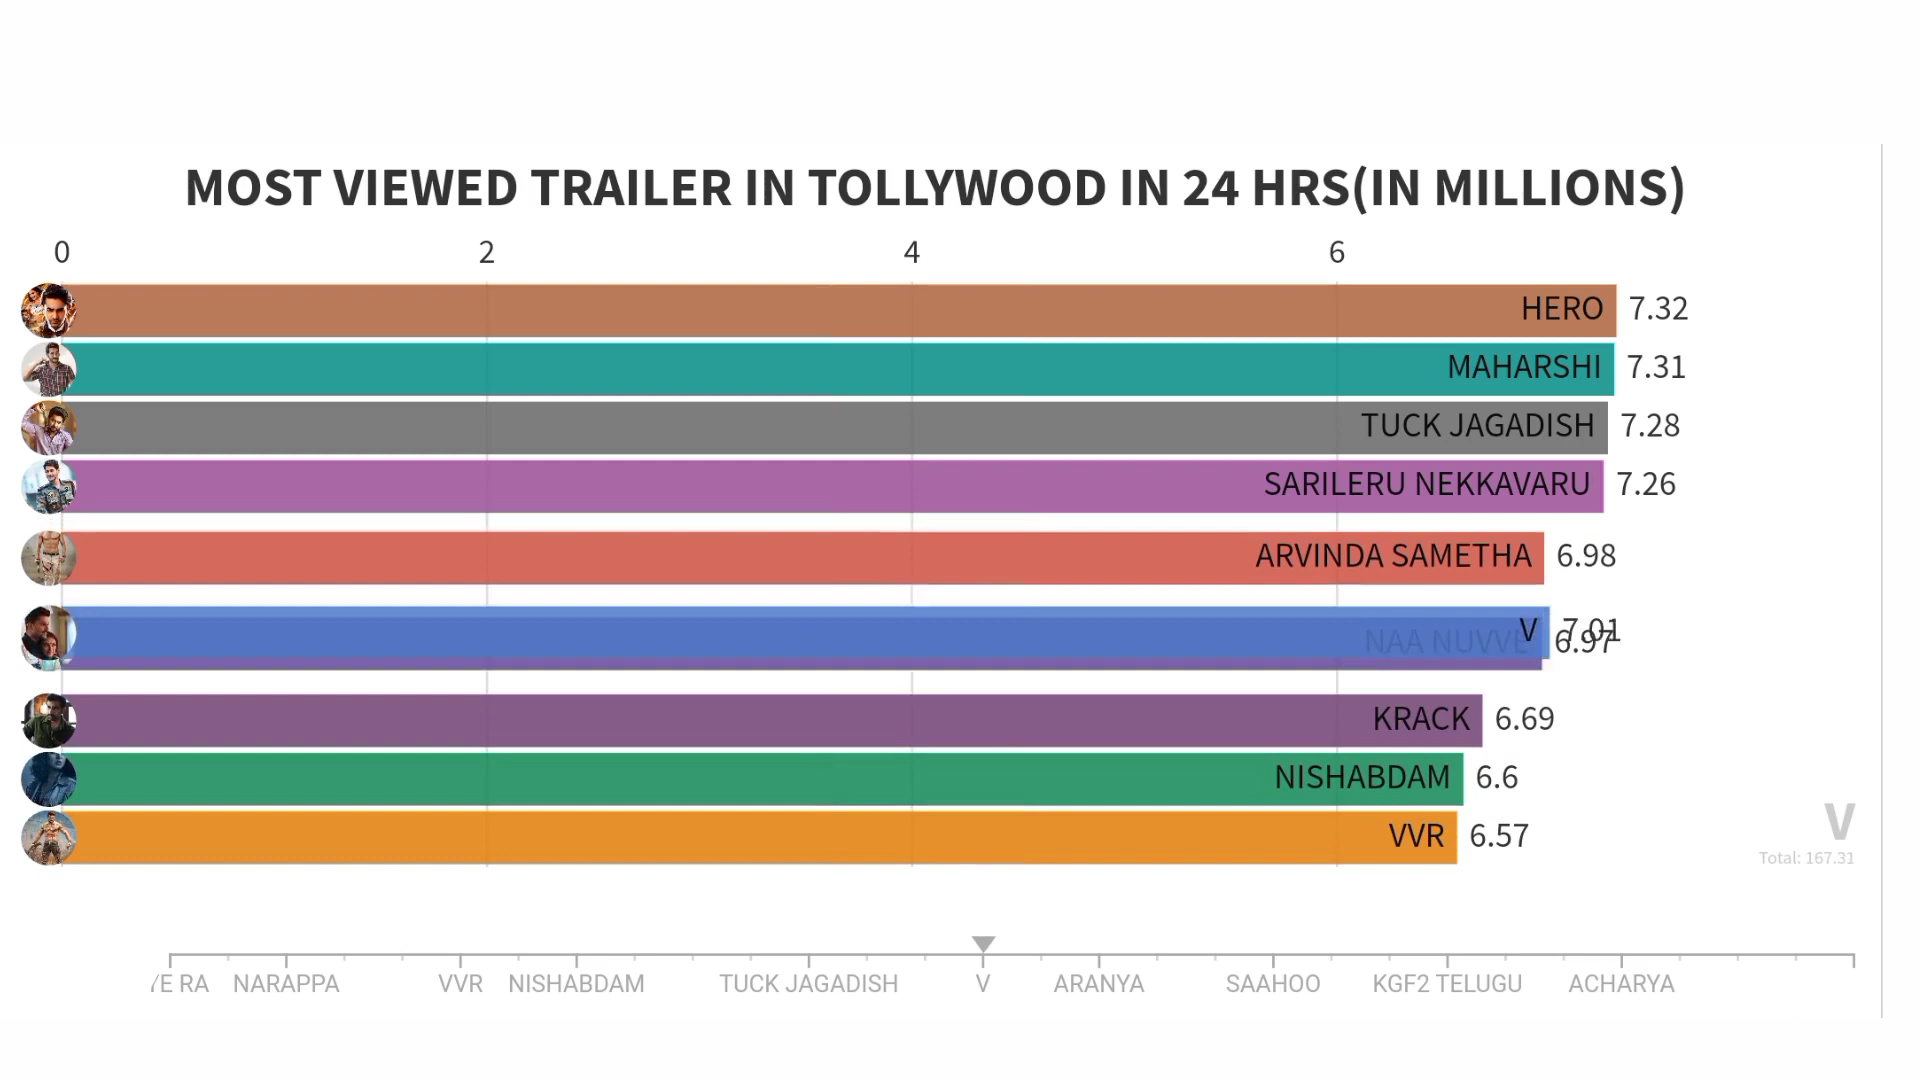 MOST VIEWED TRAILER IN TOLLYWOOD IN 24 HRS(IN MILLIONS)
0 2 4 6
HERO 7.32
MAHARSHI 7.31
TUCK JAGADISH 7.28
SARILERU NEKKAVARU 7.26
ARVINDA SAMETHA 6.98
V 7.01
NAA NUVVE 6.97
KRACK 6.69
NISHABDAM 6.6
VVR 6.57
V
Total: 167.31
VE RA NARAPPA VVR NISHABDAM TUCK JAGADISH V ARANYA SAAHOO KGF2 TELUGU ACHARYA